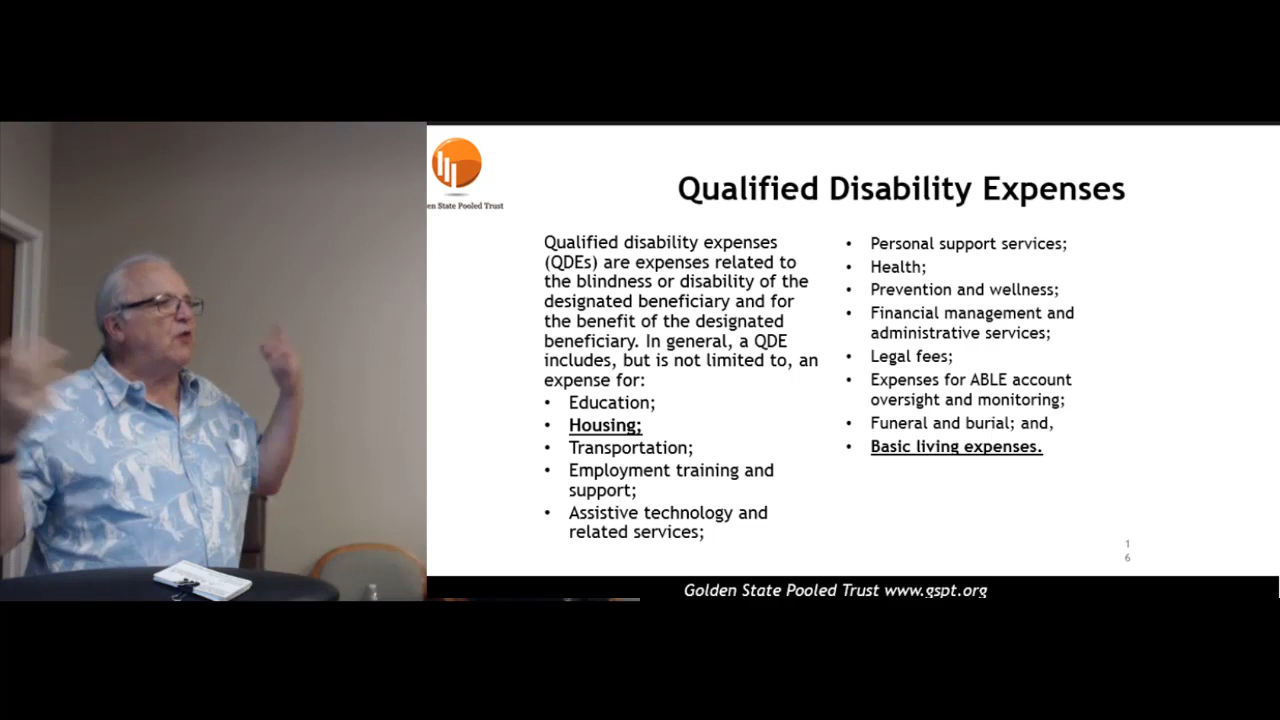 en State Pooled Trust
Qualified Disability Expenses
Qualified disability expenses
(QDEs) are expenses related to
the blindness or disability of the
designated beneficiary and for
the benefit of the designated
beneficiary. In general, a QDE
includes, but is not limited to, an
expense for:
• Education;
• Housing;
• Transportation;
• Employment training and
support;
• Assistive technology and
related services;
• Personal support services;
• Health;
• Prevention and wellness;
• Financial management and
administrative services;
• Legal fees;
• Expenses for ABLE account
oversight and monitoring;
• Funeral and burial; and,
• Basic living expenses.
1
6
Golden State Pooled Trust www.gspt.org